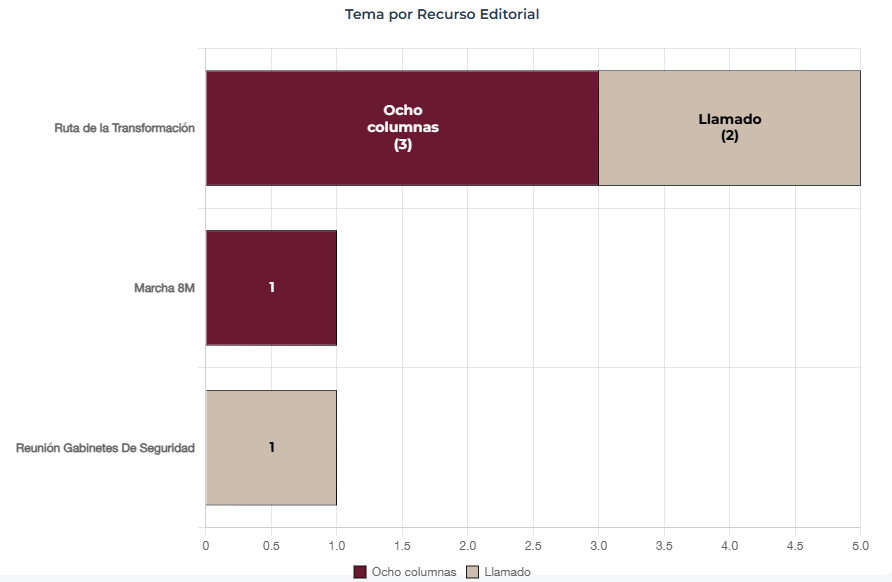 Tema por Recurso Editorial
Ruta de la Transformación
Ocho
columnas
(3)
Llamado
(2)
Marcha 8M
1
Reunión Gabinetes De Seguridad
1
0 0.5 1.0 1.5 2.0 2.5 3.0 3.5 4.0 4.5 5.0
Ocho columnas Llamado